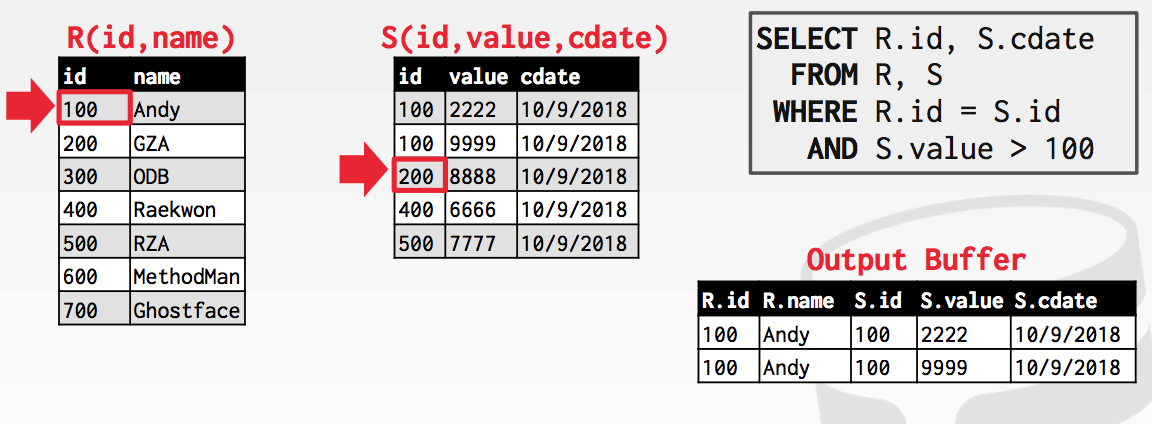 R(id,name)
id name
100 Andy
200 GZA
300 ODB
400 Raekwon
500 RZA
600 MethodMan
700 Ghostface
S(id,value,cdate)
id value cdate
100 2222 10/9/2018
100 9999 10/9/2018
200 8888 10/9/2018
400 6666 10/9/2018
500 7777 10/9/2018
SELECT R.id, S.cdate
FROM R, S
WHERE R.id = S.id
AND S.value > 100
Output Buffer
R.id R.name S.id S.value S.cdate
100 Andy 100 2222 10/9/2018
100 Andy 100 9999 10/9/2018